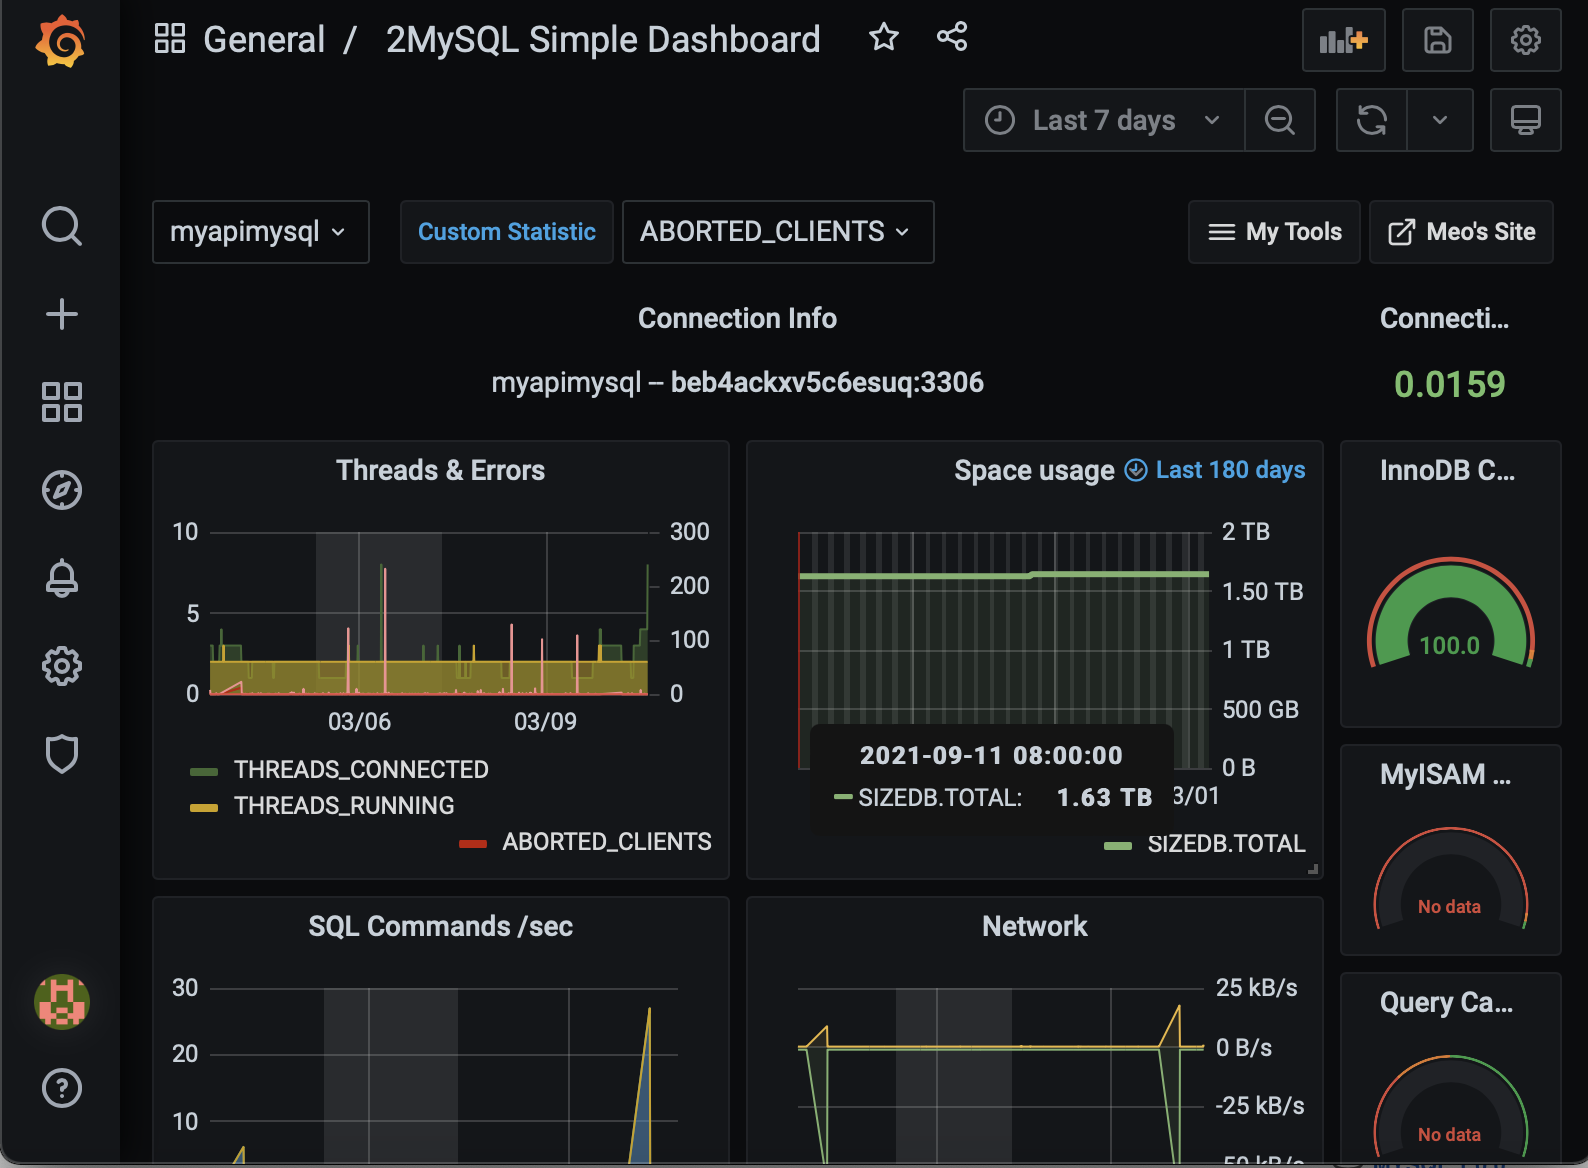 General / 2MySQL Simple Dashboard
Last 7 days
myapimysql
Custom Statistic
ABORTED_CLIENTS
My Tools
Meo's Site
Connection Info
myapimysql – beb4ackxv5c6esuq:3306
Connecti...
0.0159
Threads & Errors
10
5
0
300
200
100
0
03/06
03/09
THREADS_CONNECTED
THREADS_RUNNING
ABORTED_CLIENTS
Space usage Last 180 days
2 TB
1.50 TB
1 TB
500 GB
0 B
3/01
2021-09-11 08:00:00
SIZEDB.TOTAL: 1.63 TB
SIZEDB.TOTAL
InnoDB C...
100.0
MyISAM ...
No data
SQL Commands /sec
30
20
10
Network
25 kB/s
0 B/s
-25 kB/s
-50 kB/s
Query Ca...
No data